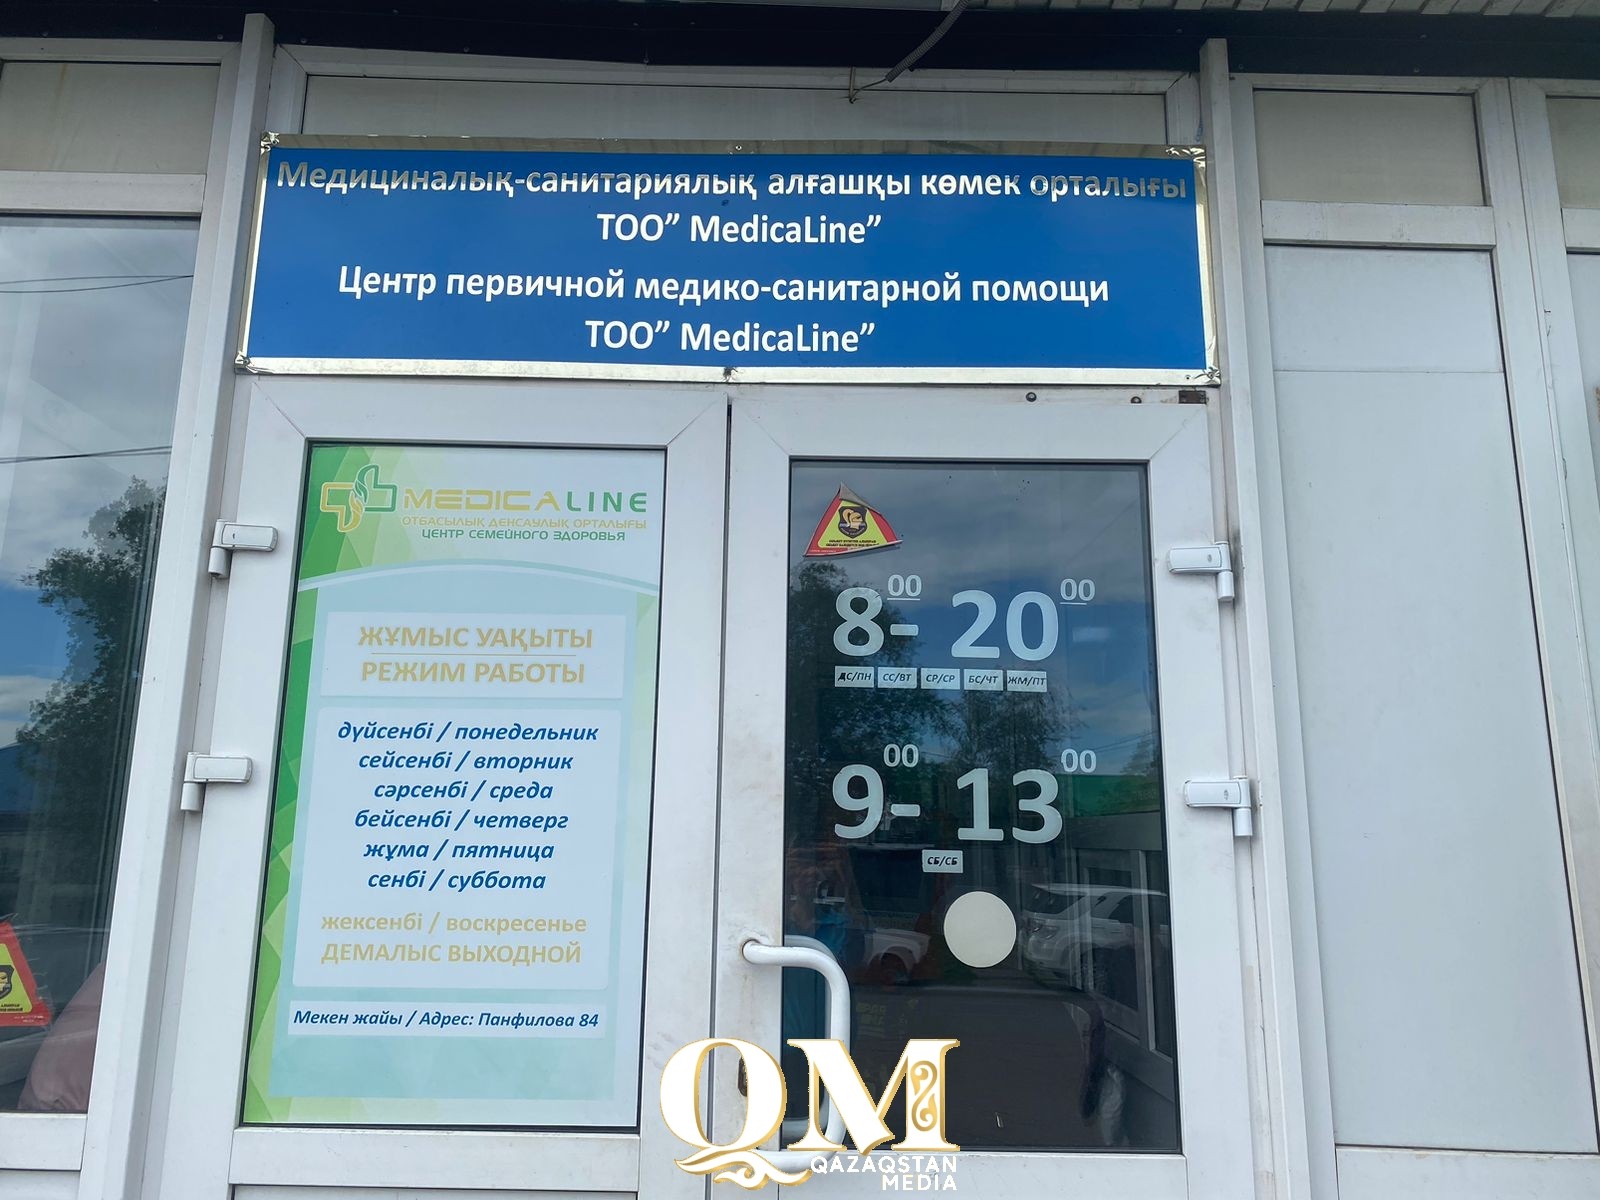 Медициналық-санитариялық алғашқы көмек орталығы
ТОО” MedicaLine”
Центр первичной медико-санитарной помощи
ТОО” MedicaLine”
MEDICALINE
ОТБАСЫЛЫҚ ДЕНСАУЛЫҚ ОРТАЛЫҒЫ
ЦЕНТР СЕМЕЙНОГО ЗДОРОВЬЯ
ЖҰМЫС УАҚЫТЫ
РЕЖИМ РАБОТЫ
дүйсенбі / понедельник
сейсенбі / вторник
сәрсенбі / среда
бейсенбі / четверг
жұма / пятница
сенбі / суббота
жексенбі / воскресенье
ДЕМАЛЫС ВЫХОДНОЙ
Мекен жайы / Адрес: Панфилова 84
8 00 - 20 00
ДС/ПН СС/ВТ СР/СР БС/ЧТ ЖМ/ПТ
9 00 - 13 00
СБ/СБ
QM
QAZAQSTAN
MEDIA